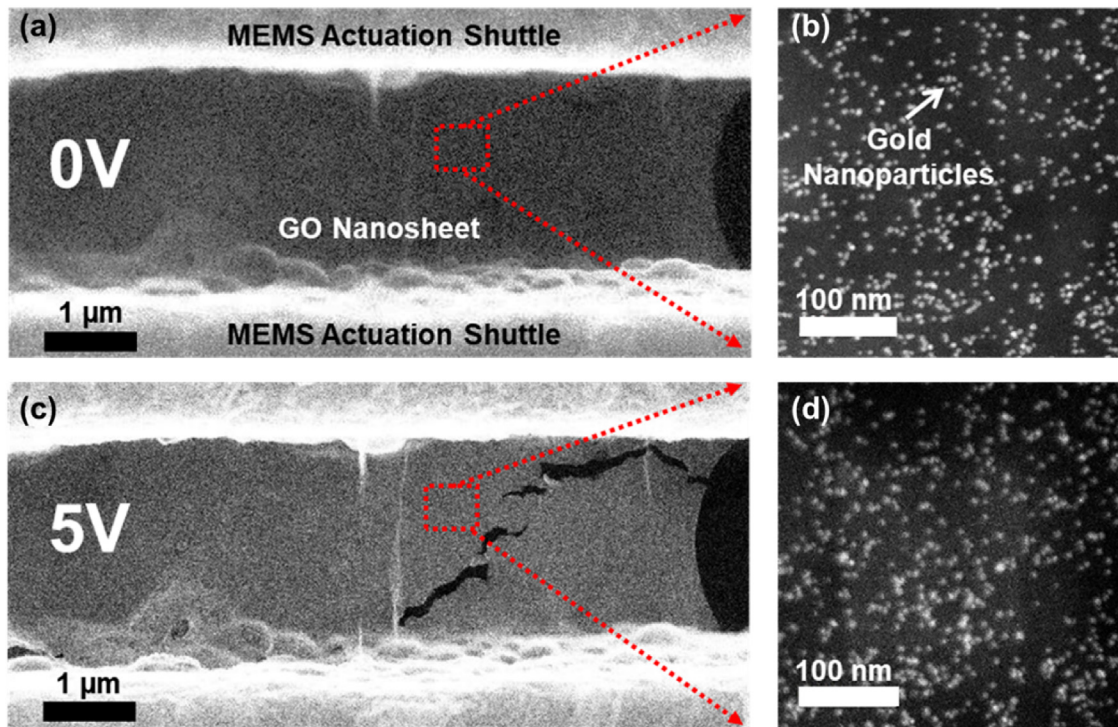 (a)
MEMS Actuation Shuttle
0V
GO Nanosheet
1 µm
MEMS Actuation Shuttle
(b)
Gold
Nanoparticles
100 nm
(c)
5V
1 µm
(d)
100 nm